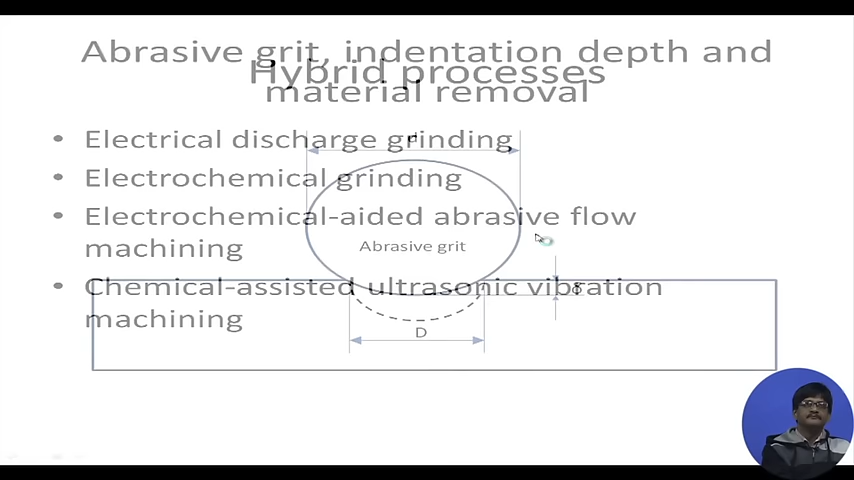 Abrasive grit, indentation depth and
Hybrid processes
material removal
• Electrical discharge grinding
• Electrochemical grinding
• Electrochemical-aided abrasive flow
machining
Abrasive grit
• Chemical-assisted ultrasonic vibration
machining
δ
D